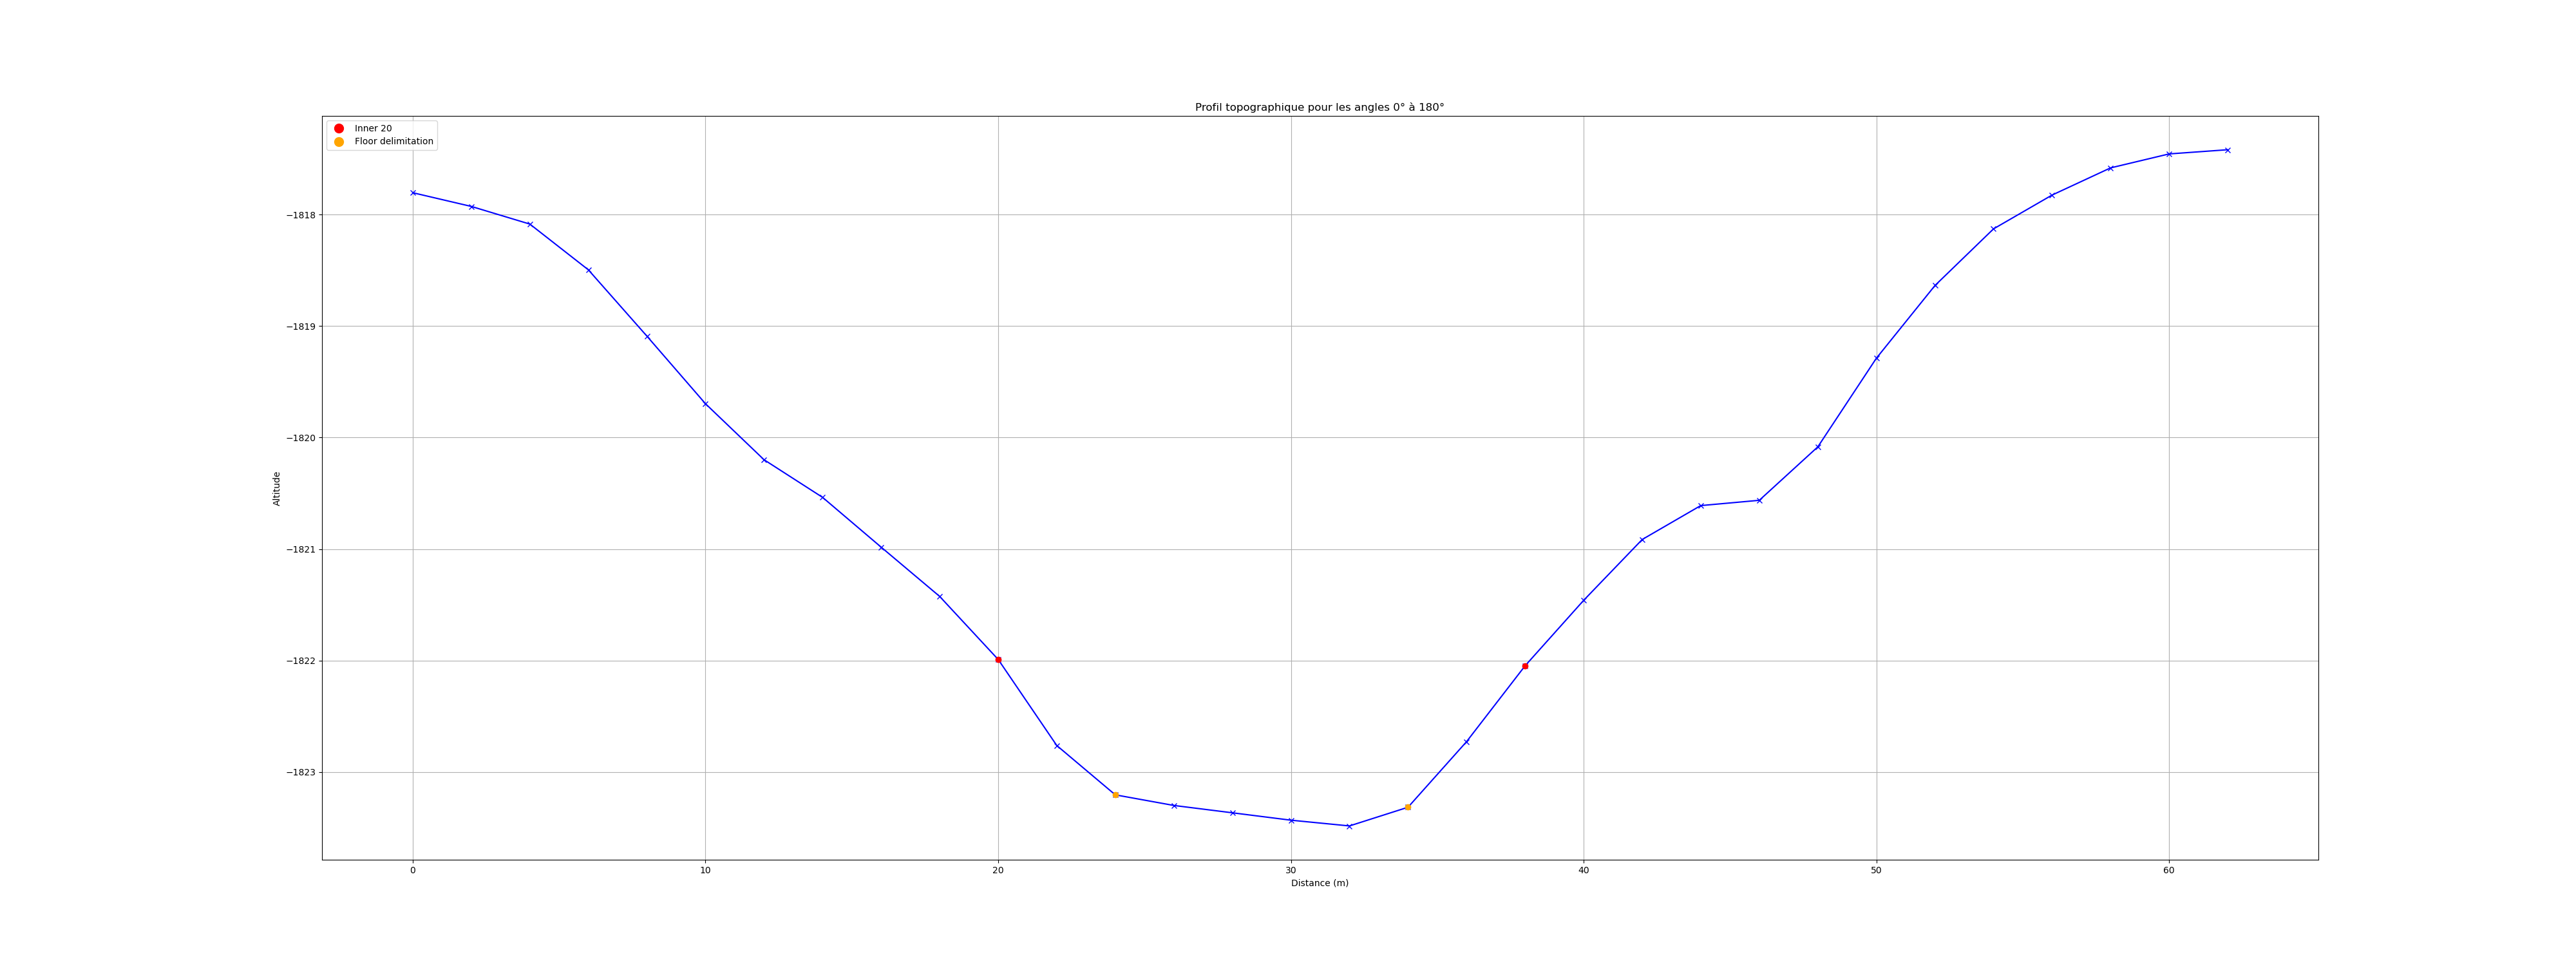 Profil topographique pour les angles 0° à 180°
Inner 20
Floor delimitation
−1818
−1819
−1820
−1821
−1822
−1823
Altitude
0 10 20 30 40 50 60
Distance (m)